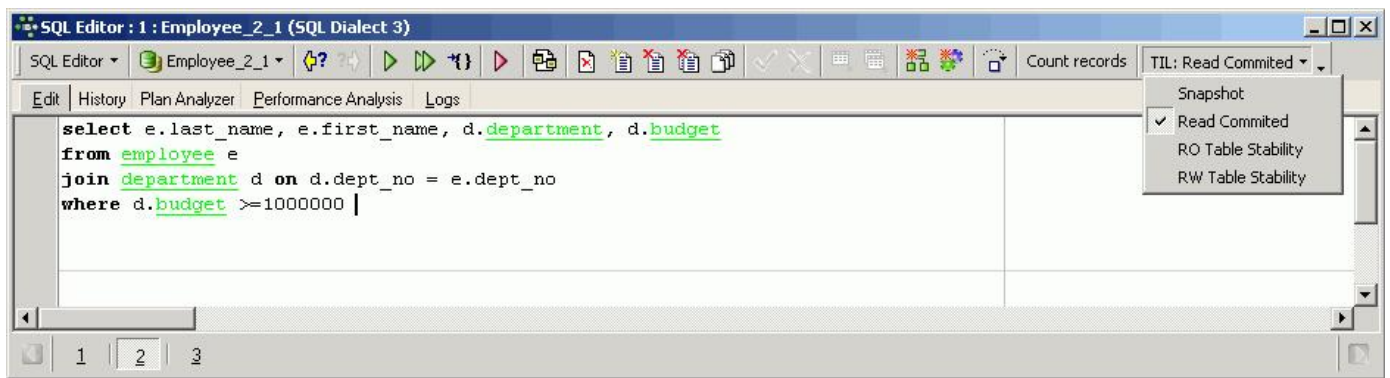 SQL Editor : 1 : Employee_2_1 (SQL Dialect 3)
SQL Editor Employee_2_1 Count records TIL: Read Commited
Edit History Plan Analyzer Performance Analysis Logs
Snapshot
Read Commited
RO Table Stability
RW Table Stability
select e.last_name, e.first_name, d.department, d.budget
from employee e
join department d on d.dept_no = e.dept_no
where d.budget >=1000000
1 2 3